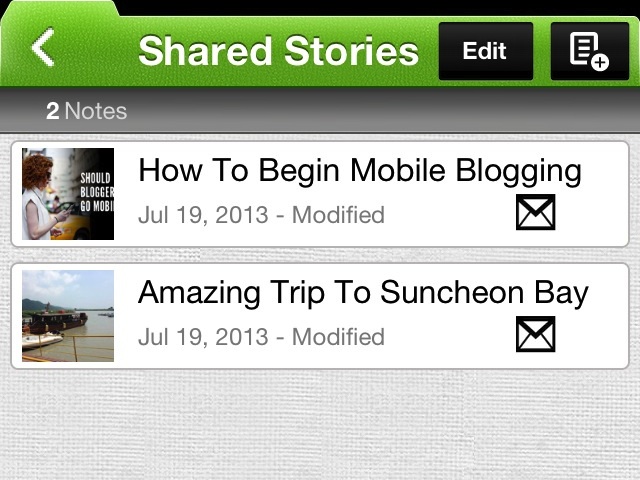 Shared Stories
Edit
2 Notes
How To Begin Mobile Blogging
SHOULD
BLOGGER
GO MOBI
Jul 19, 2013 - Modified
Amazing Trip To Suncheon Bay
Jul 19, 2013 - Modified